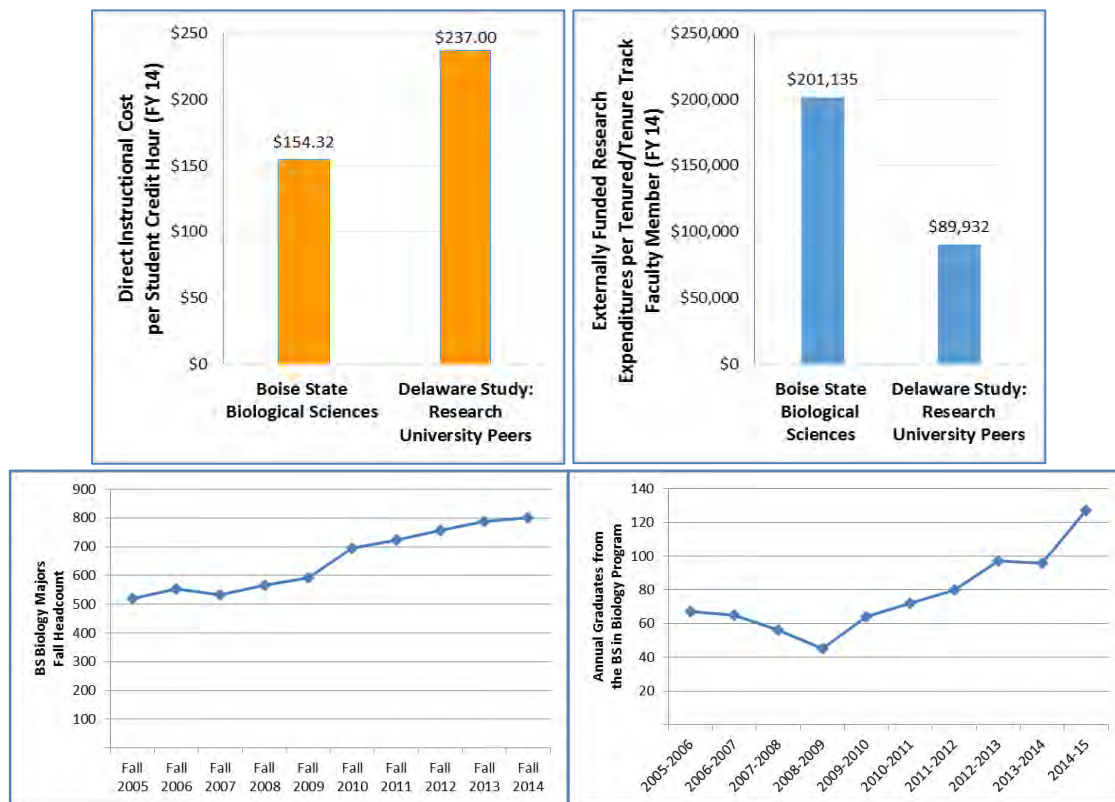 Direct Instructional Cost
per Student Credit Hour (FY 14)
$250
$200
$150
$100
$50
$0
$154.32
$237.00
Boise State
Biological Sciences
Delaware Study:
Research
University Peers
Externally Funded Research
Expenditures per Tenured/Tenure Track
Faculty Member (FY 14)
$250,000
$200,000
$150,000
$100,000
$50,000
$0
$201,135
$89,932
Boise State
Biological
Sciences
Delaware Study:
Research
University Peers
BS Biology Majors
Fall Headcount
900
800
700
600
500
400
300
200
100
Fall
2005
Fall
2006
Fall
2007
Fall
2008
Fall
2009
Fall
2010
Fall
2011
Fall
2012
Fall
2013
Fall
2014
Annual Graduates from
the BS in Biology Program
140
120
100
80
60
40
20
2005-2006
2006-2007
2007-2008
2008-2009
2009-2010
2010-2011
2011-2012
2012-2013
2013-2014
2014-15